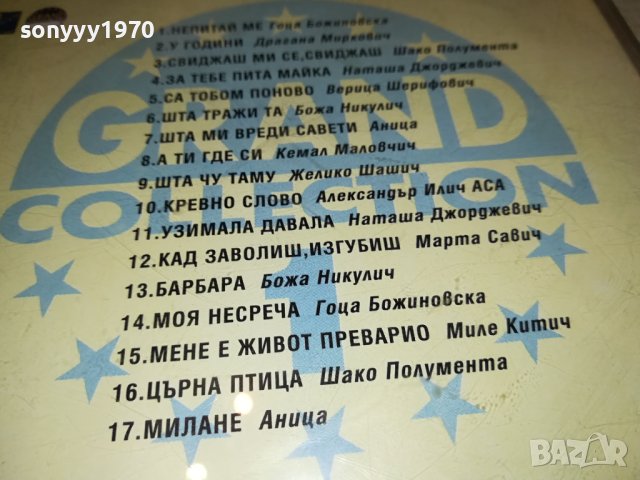 sonyyy1970
GRAND
COLLECTION
1
1.НЕПИТАЙ МЕ Гоца Божиновска
2.У ГОДИНИ Драгана Миркович
3.СВИДЖАШ МИ СЕ,СВИДЖАШ Шако Полумента
4.ЗА ТЕБЕ ПИТА МАЙКА Наташа Джорджевич
5.СА ТОБОМ ПОНОВО Верица Шерифович
6.ШТА ТРАЖИ ТА Божа Никулич
7.ШТА МИ ВРЕДИ САВЕТИ Аница
8.А ТИ ГДЕ СИ Кемал Маловчич
9.ШТА ЧУ ТАМУ Желико Шашич
10.КРЕВНО СЛОВО Александър Илич АСА
11.УЗИМАЛА ДАВАЛА Наташа Джорджевич
12.КАД ЗАВОЛИШ,ИЗГУБИШ Марта Савич
13.БАРБАРА Божа Никулич
14.МОЯ НЕСРЕЧА Гоца Божиновска
15.МЕНЕ Е ЖИВОТ ПРЕВАРИО Миле Китич
16.ЦЪРНА ПТИЦА Шако Полумента
17.МИЛАНЕ Аница
BAZAR